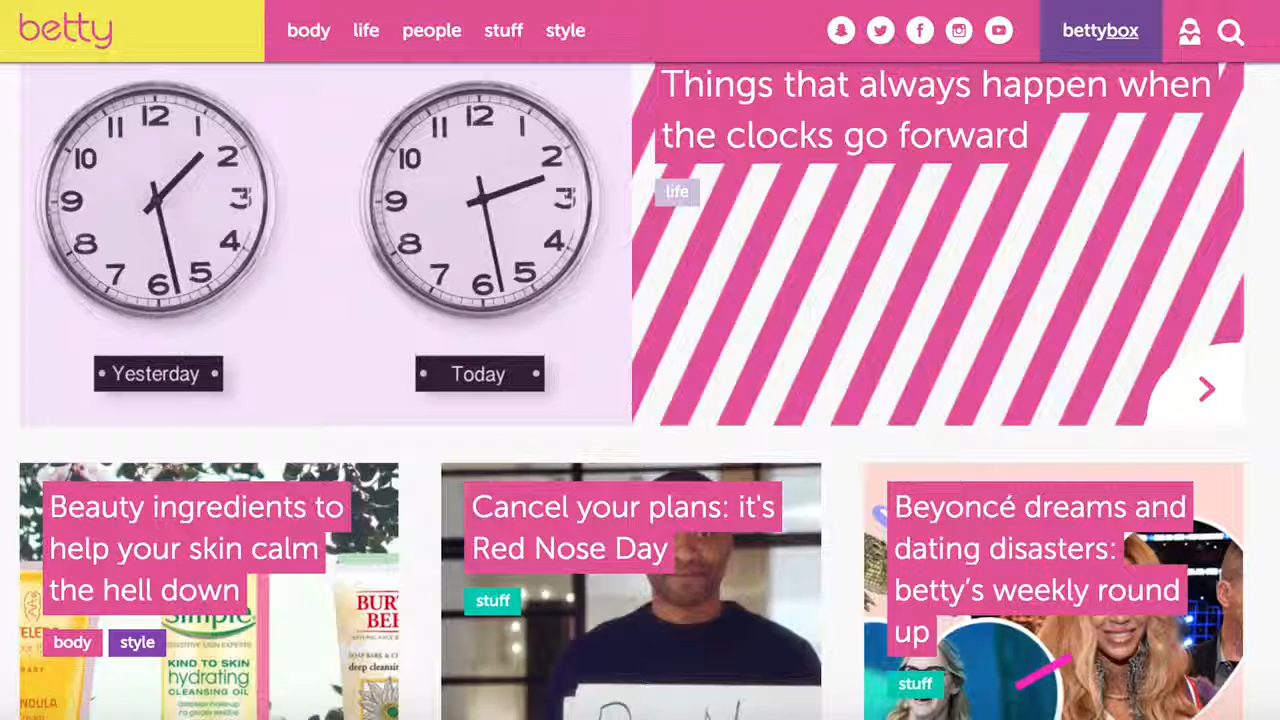 betty
body life people stuff style
bettybox
12
11 1
10 2
9 3
8 4
7 5
6
Yesterday
12
11 1
10 2
9 3
8 4
7 5
6
Today
Things that always happen when
the clocks go forward
life
Beauty ingredients to
help your skin calm
the hell down
body style
Simple
KIND TO SKIN
hydrating
CLEANSING OIL
deep cleansin
Cancel your plans: it's
Red Nose Day
stuff
Beyoncé dreams and
dating disasters:
betty’s weekly round
up
stuff